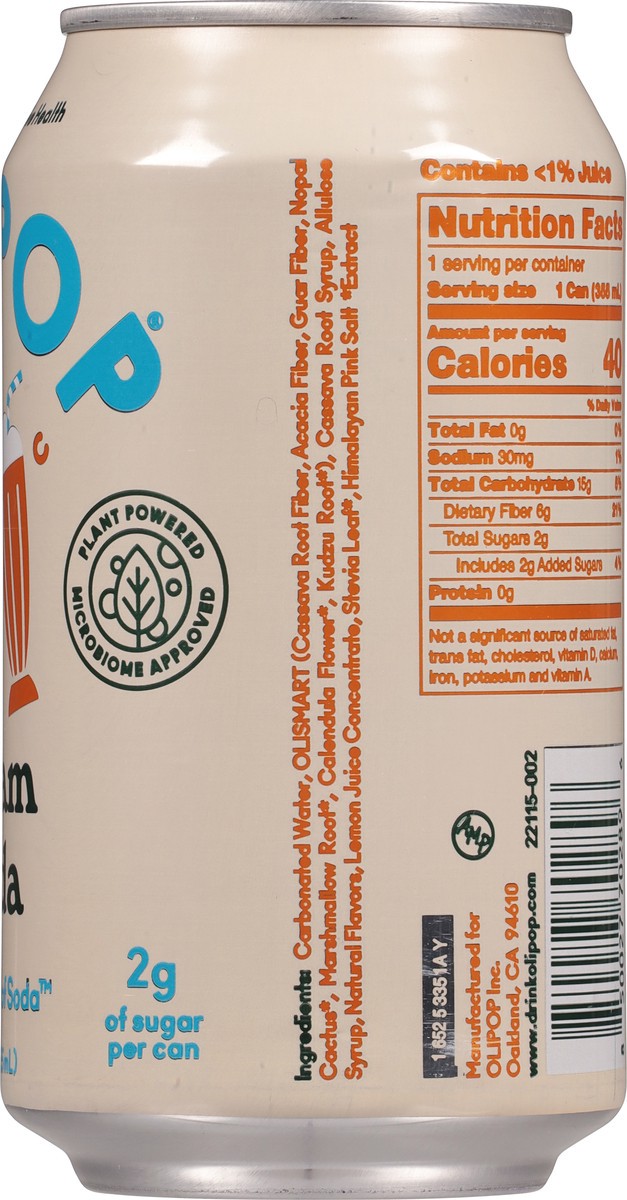 Health
POP®
PLANT POWERED
MICROBIOME APPROVED
Soda™
2g
of sugar
per can
Ingredients: Carbonated Water, OLISMART (Cassava Root Fiber, Acacia Fiber, Guar Fiber, Nopal
Cactus*, Marshmallow Root*, Calendula Flower*, Kudzu Root*), Cassava Root Syrup, Allulose
Syrup, Natural Flavors, Lemon Juice Concentrate, Stevia Leaf*, Himalayan Pink Salt *Extract
Contains <1% Juice
Nutrition Facts
1 serving per container
Serving size 1 Can (355 mL)
Amount per serving
Calories 40
% Daily Value
Total Fat 0g 0%
Sodium 30mg 1%
Total Carbohydrate 15g
Dietary Fiber 6g 21%
Total Sugars 2g
Includes 2g Added Sugars 4%
Protein 0g
Not a significant source of saturated fat,
trans fat, cholesterol, vitamin D, calcium,
iron, potassium and vitamin A.
1 652 5 3351A Y
Manufactured for
OLIPOP Inc.
Oakland, CA 94610
www.drinkolipop.com 22115-002